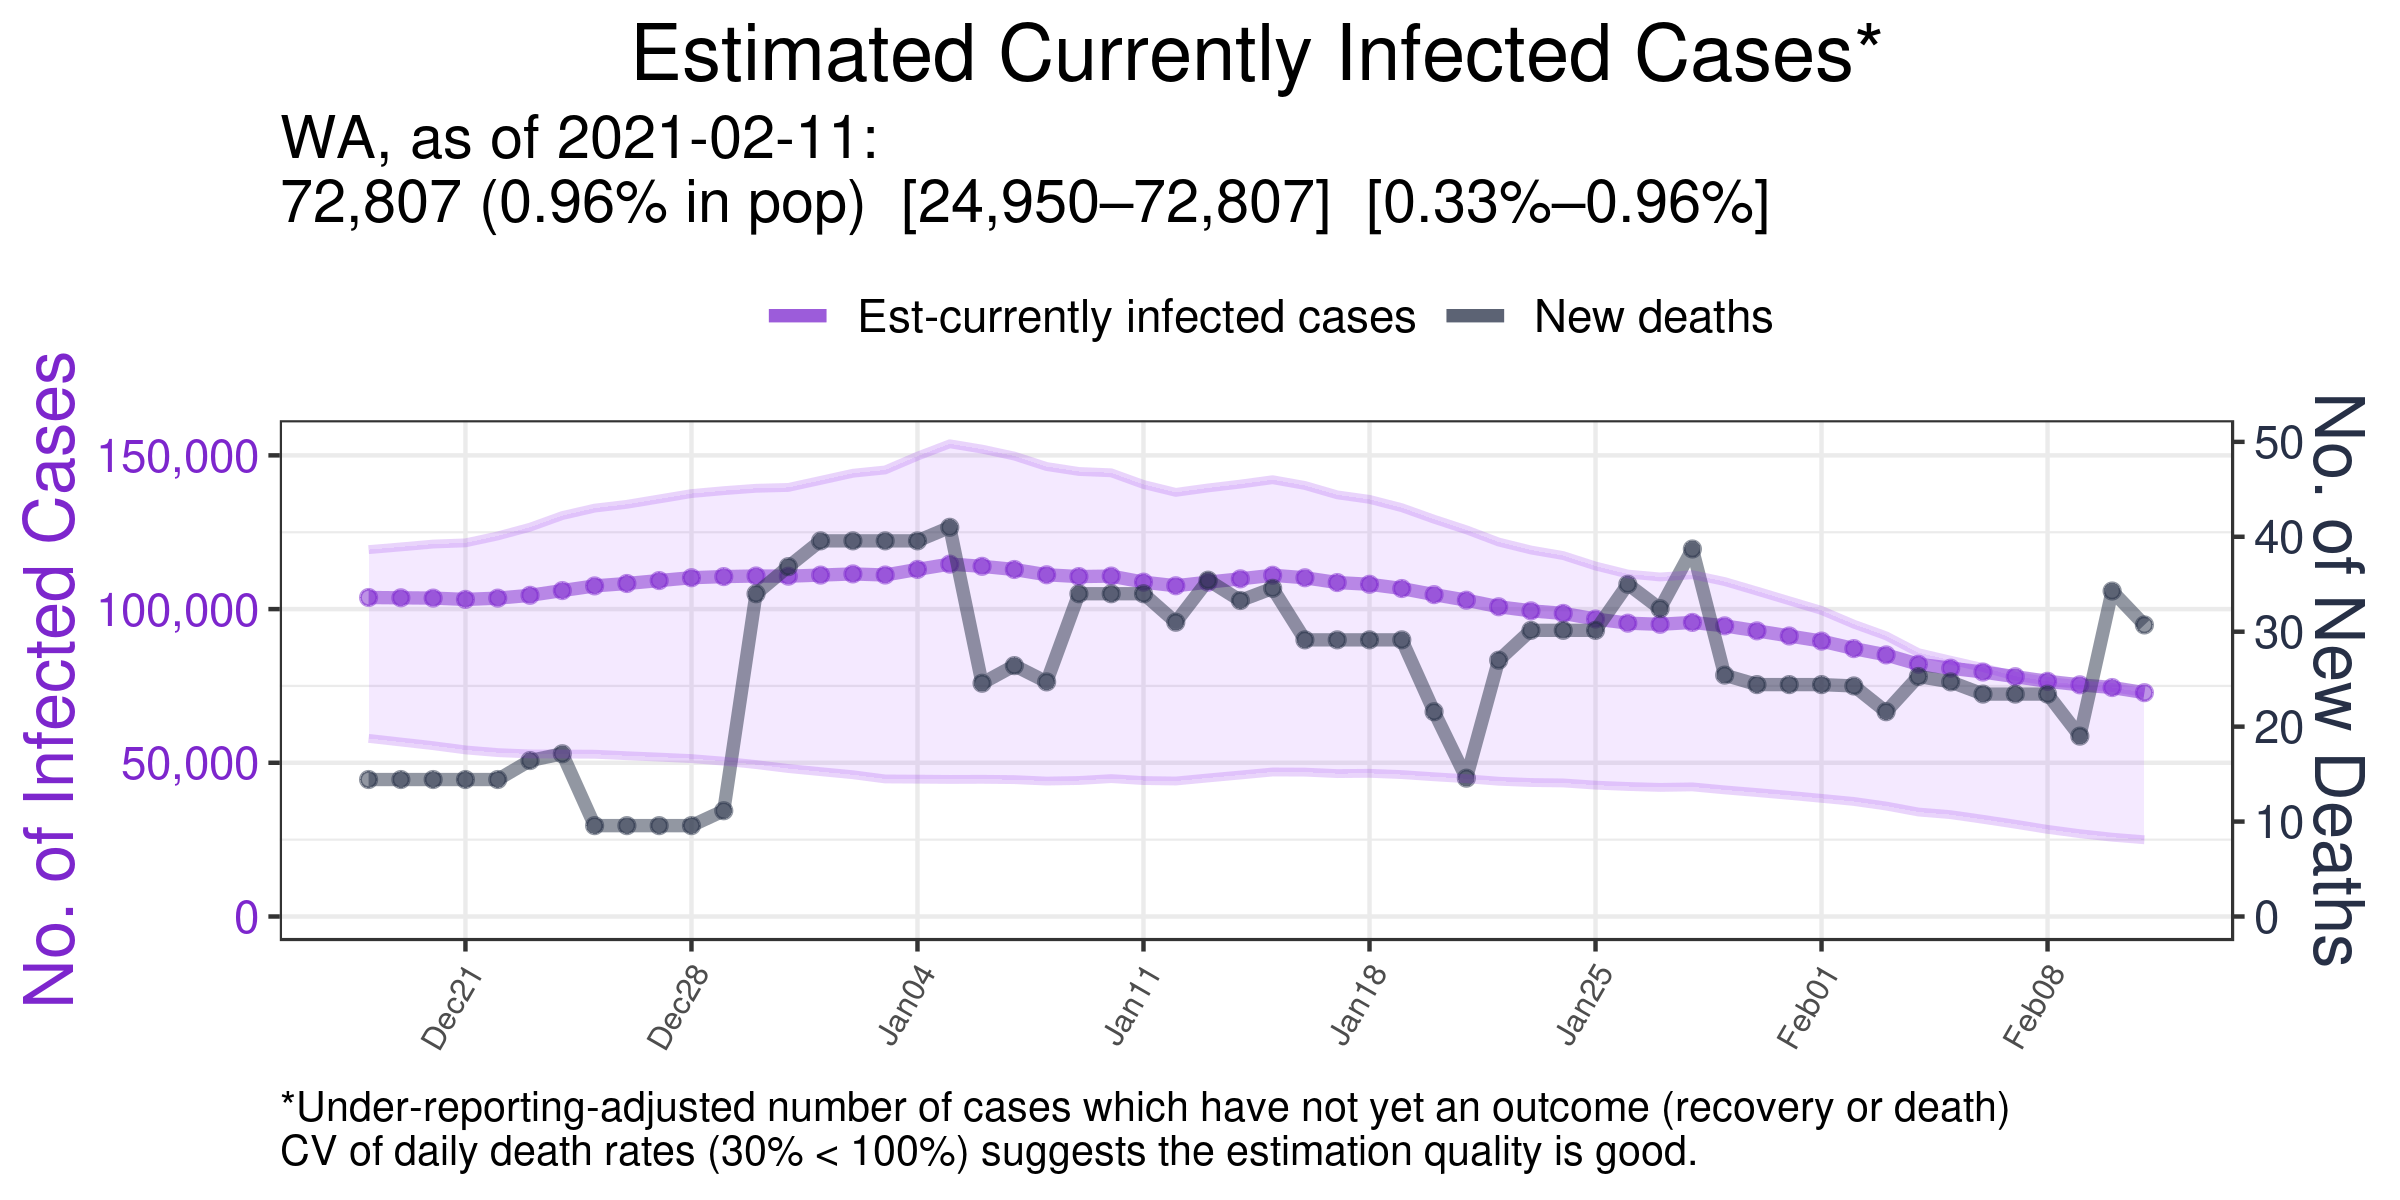 Estimated Currently Infected Cases*
WA, as of 2021-02-11:
72,807 (0.96% in pop)  [24,950–72,807]  [0.33%–0.96%]
Est-currently infected cases
New deaths
No. of Infected Cases
150,000
100,000
50,000
0
50
40
30
20
10
0
No. of New Deaths
Dec21
Dec28
Jan04
Jan11
Jan18
Jan25
Feb01
Feb08
*Under-reporting-adjusted number of cases which have not yet an outcome (recovery or death)
CV of daily death rates (30% < 100%) suggests the estimation quality is good.